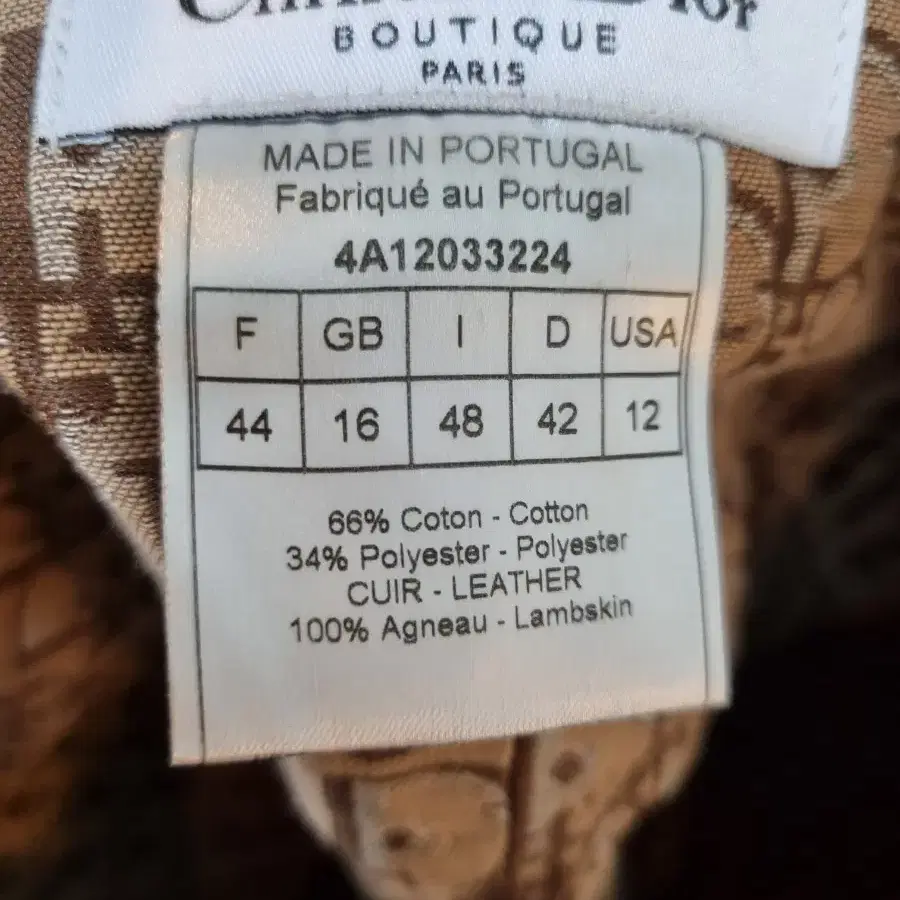 BOUTIQUE
PARIS
MADE IN PORTUGAL
Fabriqué au Portugal
4A12033224
F GB I D USA
44 16 48 42 12
66% Coton - Cotton
34% Polyester - Polyester
CUIR - LEATHER
100% Agneau - Lambskin